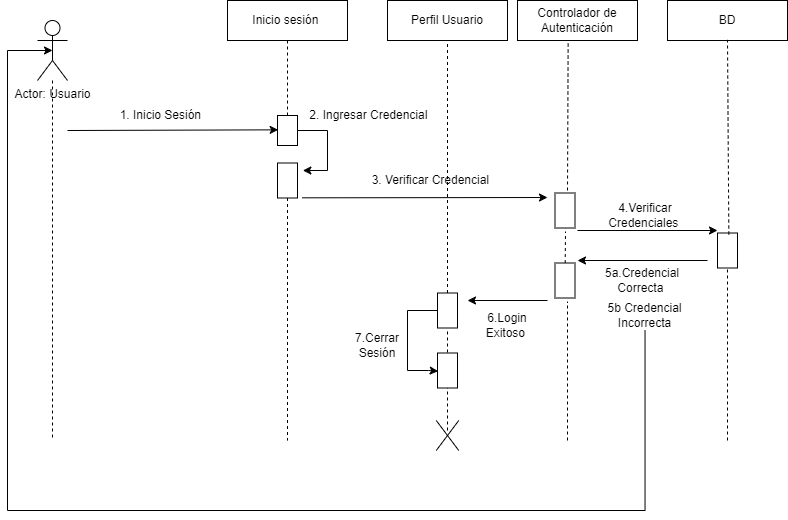 Inicio sesión
Perfil Usuario
Controlador de
Autenticación
BD
Actor: Usuario
1. Inicio Sesión
2. Ingresar Credencial
3. Verificar Credencial
4.Verificar
Credenciales
5a.Credencial
Correcta
5b Credencial
Incorrecta
6.Login
Exitoso
7.Cerrar
Sesión